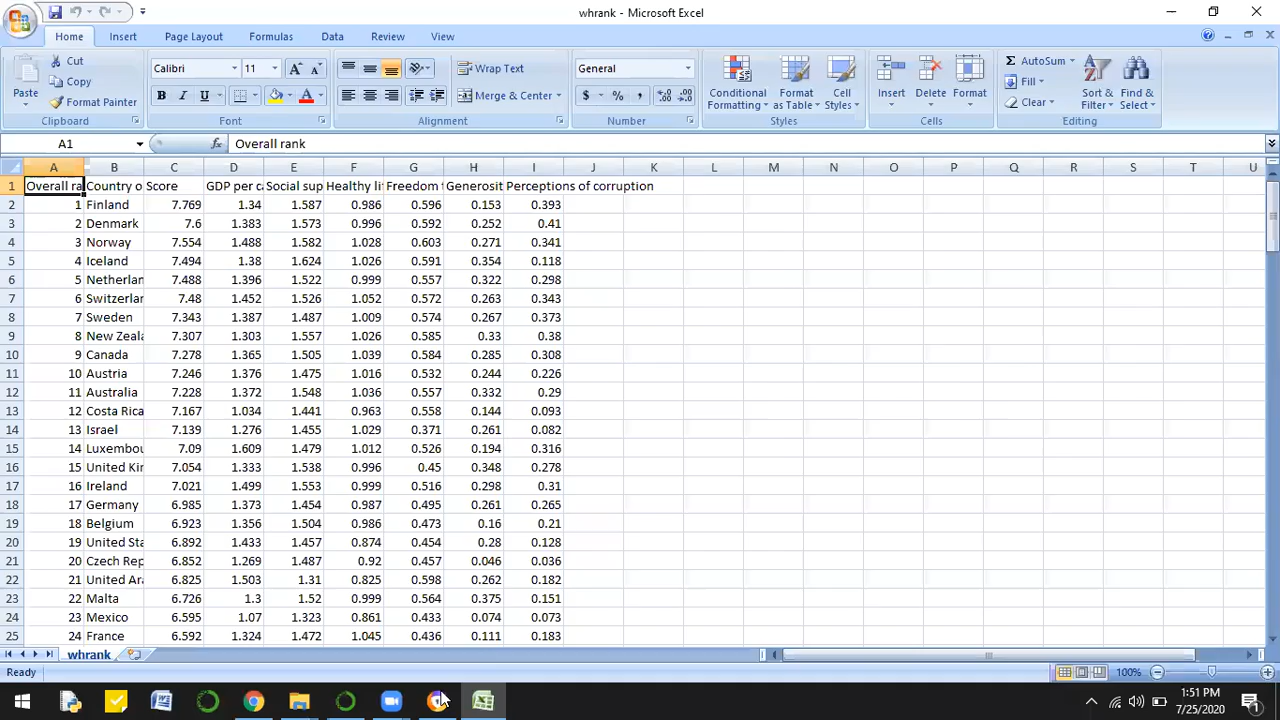 whrank - Microsoft Excel
Home Insert Page Layout Formulas Data Review View
Paste Cut Copy Format Painter Clipboard
Calibri 11 B I U A A A Font
Wrap Text Merge & Center Alignment
General $ % , Number
Conditional Formatting Format as Table Cell Styles Styles
Insert Delete Format Cells
Σ AutoSum Fill Clear Sort & Filter Find & Select Editing
A1 fx Overall rank
A B C D E F G H I J K L M N O P Q R S T U
1 Overall ra Country o Score GDP per ca Social sup Healthy li Freedom t Generosit Perceptions of corruption
2 1 Finland 7.769 1.34 1.587 0.986 0.596 0.153 0.393
3 2 Denmark 7.6 1.383 1.573 0.996 0.592 0.252 0.41
4 3 Norway 7.554 1.488 1.582 1.028 0.603 0.271 0.341
5 4 Iceland 7.494 1.38 1.624 1.026 0.591 0.354 0.118
6 5 Netherlan 7.488 1.396 1.522 0.999 0.557 0.322 0.298
7 6 Switzerlan 7.48 1.452 1.526 1.052 0.572 0.263 0.343
8 7 Sweden 7.343 1.387 1.487 1.009 0.574 0.267 0.373
9 8 New Zeala 7.307 1.303 1.557 1.026 0.585 0.33 0.38
10 9 Canada 7.278 1.365 1.505 1.039 0.584 0.285 0.308
11 10 Austria 7.246 1.376 1.475 1.016 0.532 0.244 0.226
12 11 Australia 7.228 1.372 1.548 1.036 0.557 0.332 0.29
13 12 Costa Rica 7.167 1.034 1.441 0.963 0.558 0.144 0.093
14 13 Israel 7.139 1.276 1.455 1.029 0.371 0.261 0.082
15 14 Luxembou 7.09 1.609 1.479 1.012 0.526 0.194 0.316
16 15 United Kin 7.054 1.333 1.538 0.996 0.45 0.348 0.278
17 16 Ireland 7.021 1.499 1.553 0.999 0.516 0.298 0.31
18 17 Germany 6.985 1.373 1.454 0.987 0.495 0.261 0.265
19 18 Belgium 6.923 1.356 1.504 0.986 0.473 0.16 0.21
20 19 United Sta 6.892 1.433 1.457 0.874 0.454 0.28 0.128
21 20 Czech Rep 6.852 1.269 1.487 0.92 0.457 0.046 0.036
22 21 United Ara 6.825 1.503 1.31 0.825 0.598 0.262 0.182
23 22 Malta 6.726 1.3 1.52 0.999 0.564 0.375 0.151
24 23 Mexico 6.595 1.07 1.323 0.861 0.433 0.074 0.073
25 24 France 6.592 1.324 1.472 1.045 0.436 0.111 0.183
whrank
Ready 100%
1:51 PM
7/25/2020
1